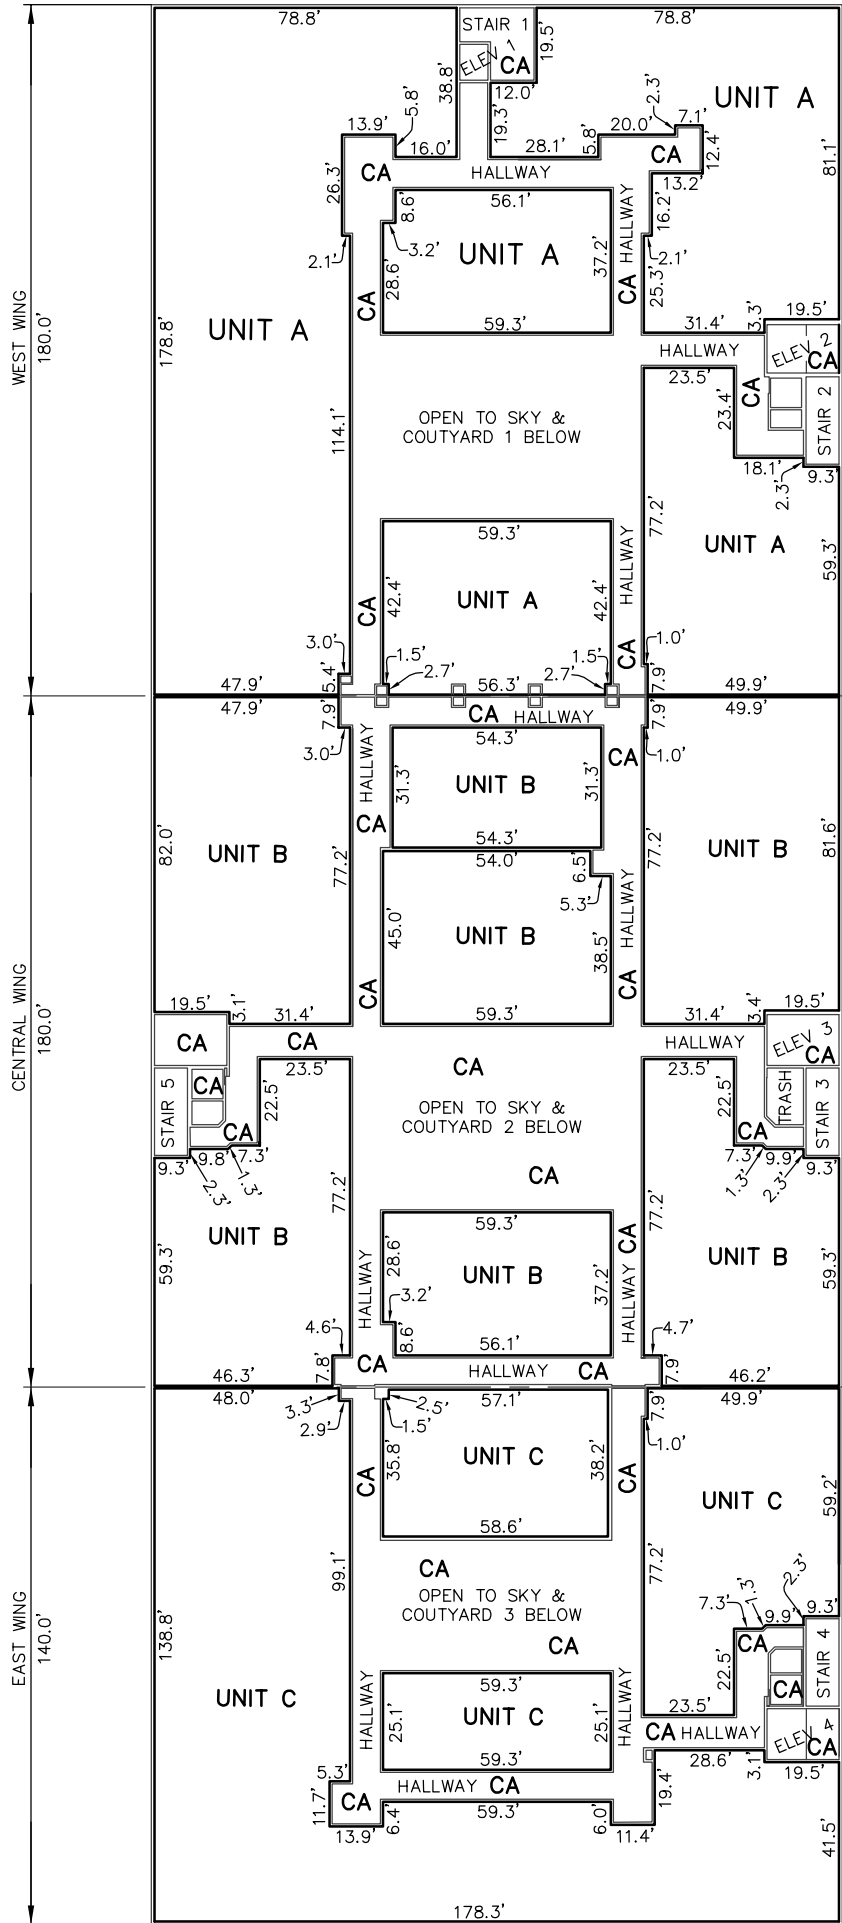 78.8'
STAIR 1
78.8'
19.5'
ELEV 1
CA
12.0'
38.8'
5.8'
19.3'
UNIT A
2.3'
7.1'
13.9'
16.0'
28.1'
5.8'
20.0'
12.4'
81.1'
CA
HALLWAY
CA
13.2'
26.3'
8.6'
56.1'
HALLWAY
16.2'
2.1'
3.2'
UNIT A
37.2'
2.1'
28.6'
CA
25.3'
CA
59.3'
31.4'
3.3'
19.5'
WEST WING
180.0'
178.8'
UNIT A
HALLWAY
ELEV 2
CA
23.5'
CA
23.4'
STAIR 2
114.1'
OPEN TO SKY &
COUTYARD 1 BELOW
18.1'
2.3'
9.3'
59.3'
HALLWAY
77.2'
UNIT A
59.3'
42.4'
UNIT A
42.4'
CA
CA
3.0'
5.4'
1.5'
2.7'
1.5'
2.7'
1.0'
7.9'
47.9'
56.3'
49.9'
47.9'
7.9'
CA
HALLWAY
7.9'
49.9'
3.0'
HALLWAY
54.3'
CA
1.0'
31.3'
UNIT B
31.3'
CA
54.3'
82.0'
UNIT B
77.2'
54.0'
6.5'
5.3'
77.2'
UNIT B
81.6'
45.0'
UNIT B
38.5'
HALLWAY
CA
CA
59.3'
19.5'
3.1'
31.4'
31.4'
3.4'
19.5'
CENTRAL WING
180.0'
CA
CA
HALLWAY
ELEV 3
CA
23.5'
CA
23.5'
STAIR 5
CA
22.5'
OPEN TO SKY &
COUTYARD 2 BELOW
22.5'
TRASH
STAIR 3
CA
CA
9.3'
9.8'
7.3'
2.3'
1.3'
7.3'
9.9'
9.3'
1.3'
2.3'
CA
77.2'
77.2'
59.3'
UNIT B
59.3'
CA
UNIT B
59.3'
28.6'
UNIT B
37.2'
HALLWAY
HALLWAY
3.2'
8.6'
4.6'
7.8'
56.1'
4.7'
7.9'
CA
HALLWAY
CA
46.3'
46.2'
48.0'
3.3'
2.9'
2.5'
1.5'
57.1'
7.9'
49.9'
1.0'
CA
35.8'
UNIT C
38.2'
CA
UNIT C
59.2'
58.6'
99.1'
77.2'
CA
OPEN TO SKY &
COUTYARD 3 BELOW
CA
7.3'
1.3'
9.9'
2.3'
9.3'
CA
EAST WING
140.0'
138.8'
UNIT C
22.5'
CA
STAIR 4
59.3'
HALLWAY
25.1'
UNIT C
25.1'
HALLWAY
59.3'
23.5'
CA
HALLWAY
ELEV 4
CA
28.6'
3.1'
19.5'
5.3'
HALLWAY
CA
11.7'
CA
13.9'
6.4'
59.3'
6.0'
11.4'
19.4'
41.5'
178.3'